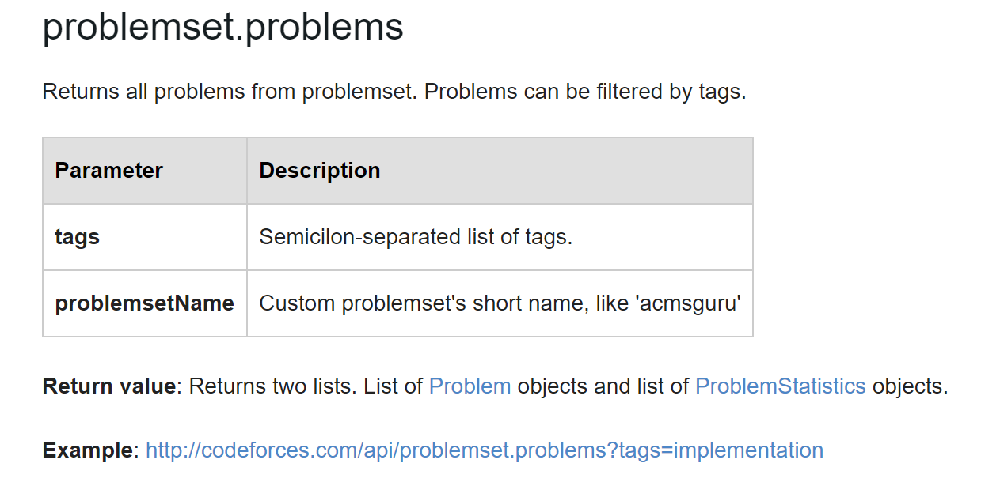 problemset.problems
Returns all problems from problemset. Problems can be filtered by tags.
Parameter Description
tags Semicilon-separated list of tags.
problemsetName Custom problemset's short name, like 'acmsguru'
Return value: Returns two lists. List of Problem objects and list of ProblemStatistics objects.
Example: http://codeforces.com/api/problemset.problems?tags=implementation